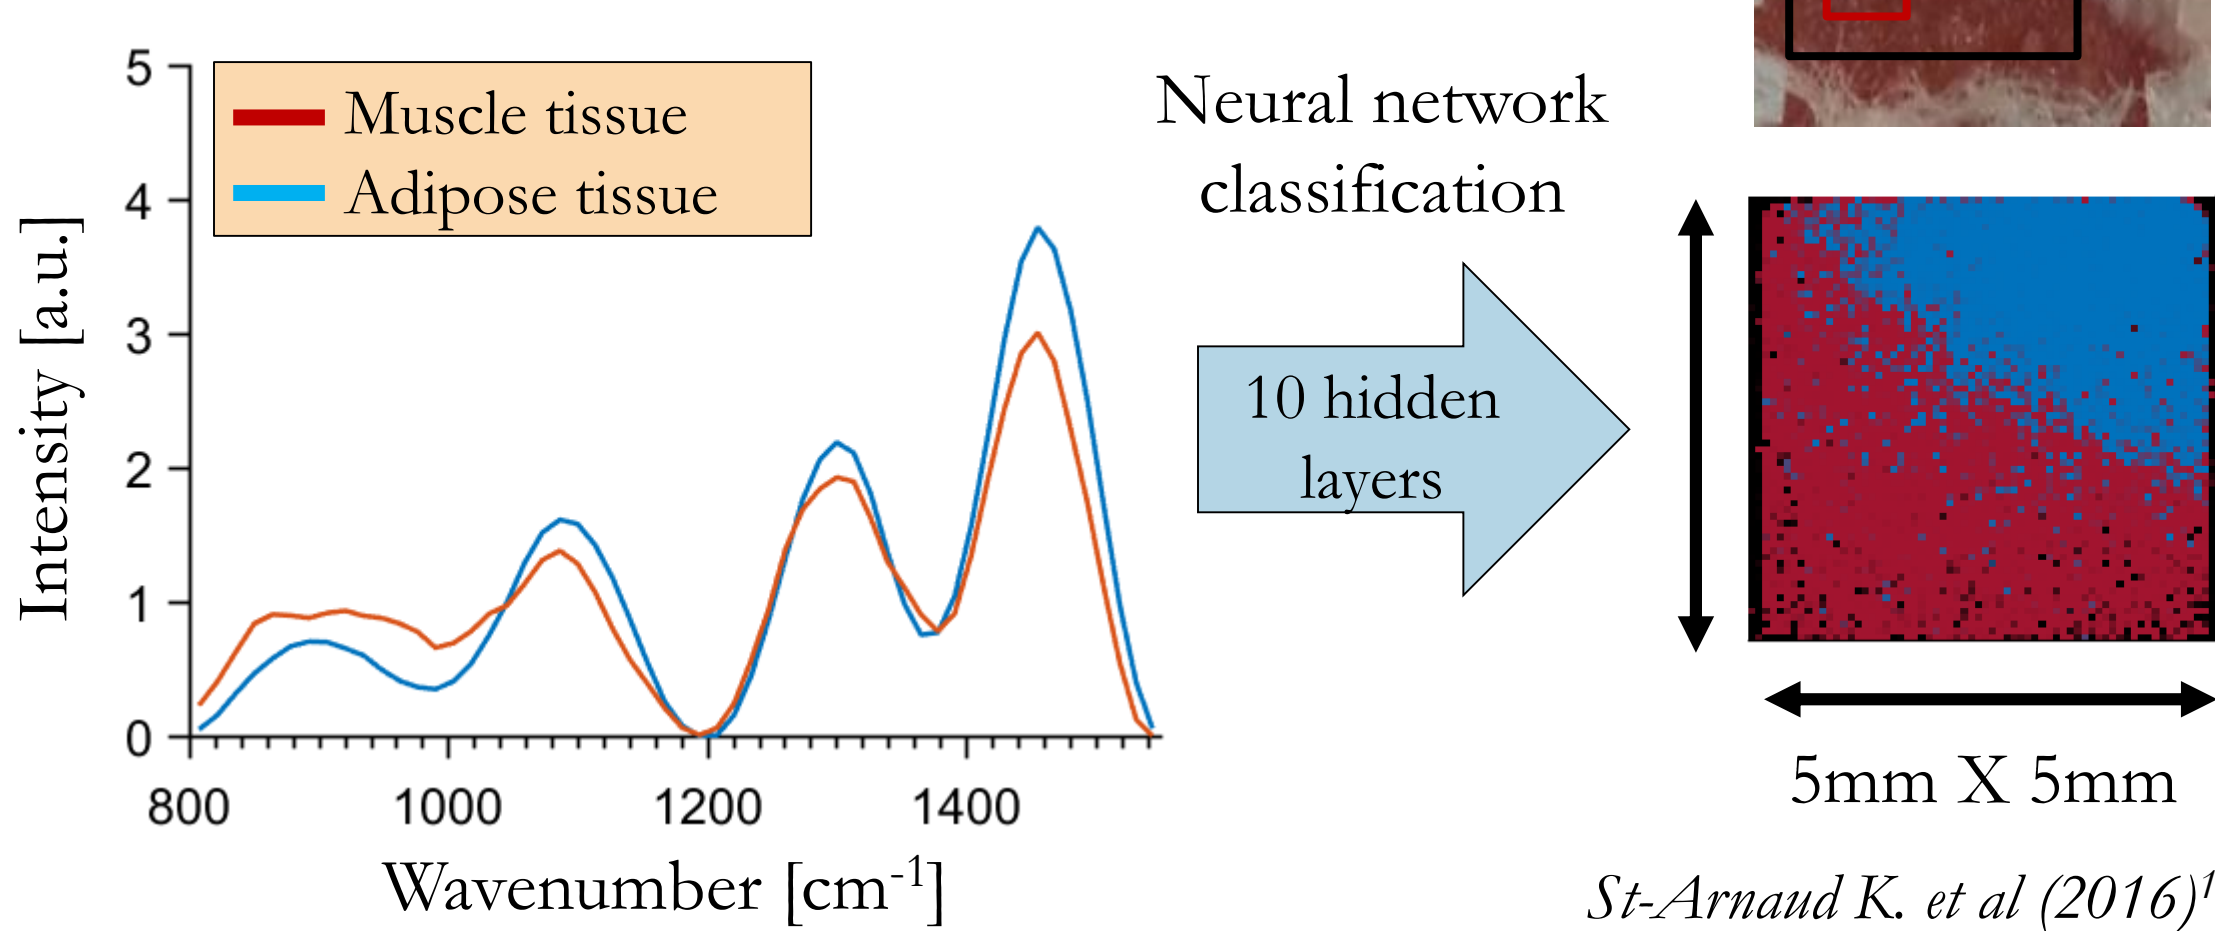 5
4
3
2
1
0
Intensity [a.u.]
Muscle tissue
Adipose tissue
800 1000 1200 1400
Wavenumber [cm⁻¹]
Neural network
classification
10 hidden
layers
5mm X 5mm
St-Arnaud K. et al (2016)¹